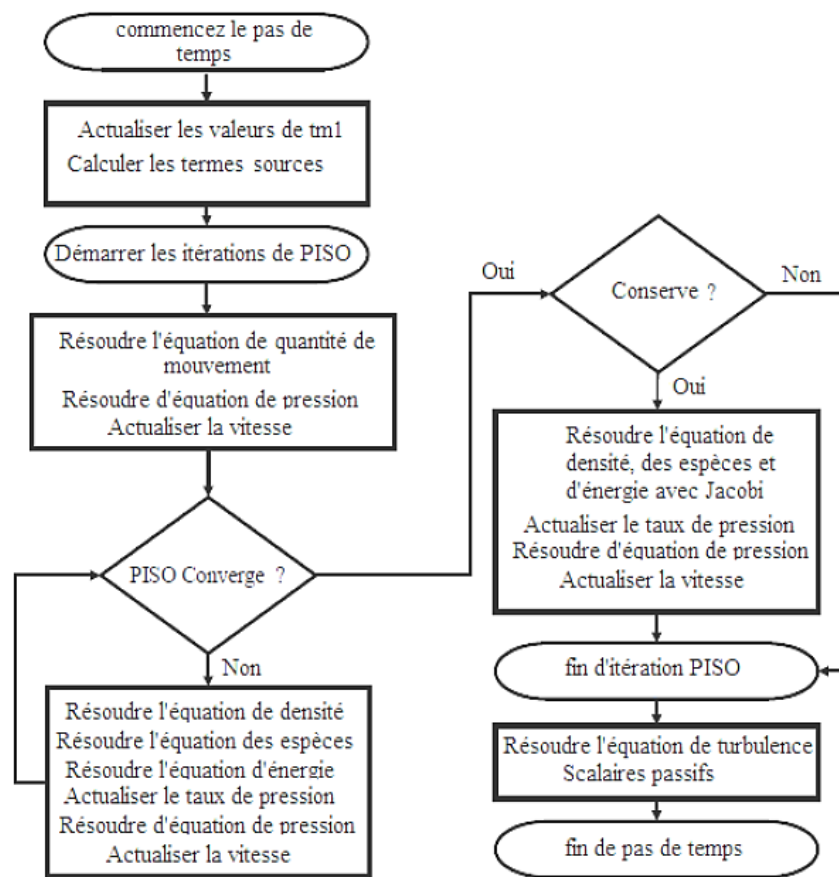 commencez le pas de
temps
Actualiser les valeurs de tm1
Calculer les termes sources
Démarrer les itérations de PISO
Résoudre l'équation de quantité de
mouvement
Résoudre d'équation de pression
Actualiser la vitesse
PISO Converge ?
Non
Résoudre l'équation de densité
Résoudre l'équation des espèces
Résoudre l'équation d'énergie
Actualiser le taux de pression
Résoudre d'équation de pression
Actualiser la vitesse
Oui
Conserve ?
Non
Oui
Résoudre l'équation de
densité, des espèces et
d'énergie avec Jacobi
Actualiser le taux de pression
Résoudre d'équation de pression
Actualiser la vitesse
fin d'itération PISO
Résoudre l'équation de turbulence
Scalaires passifs
fin de pas de temps